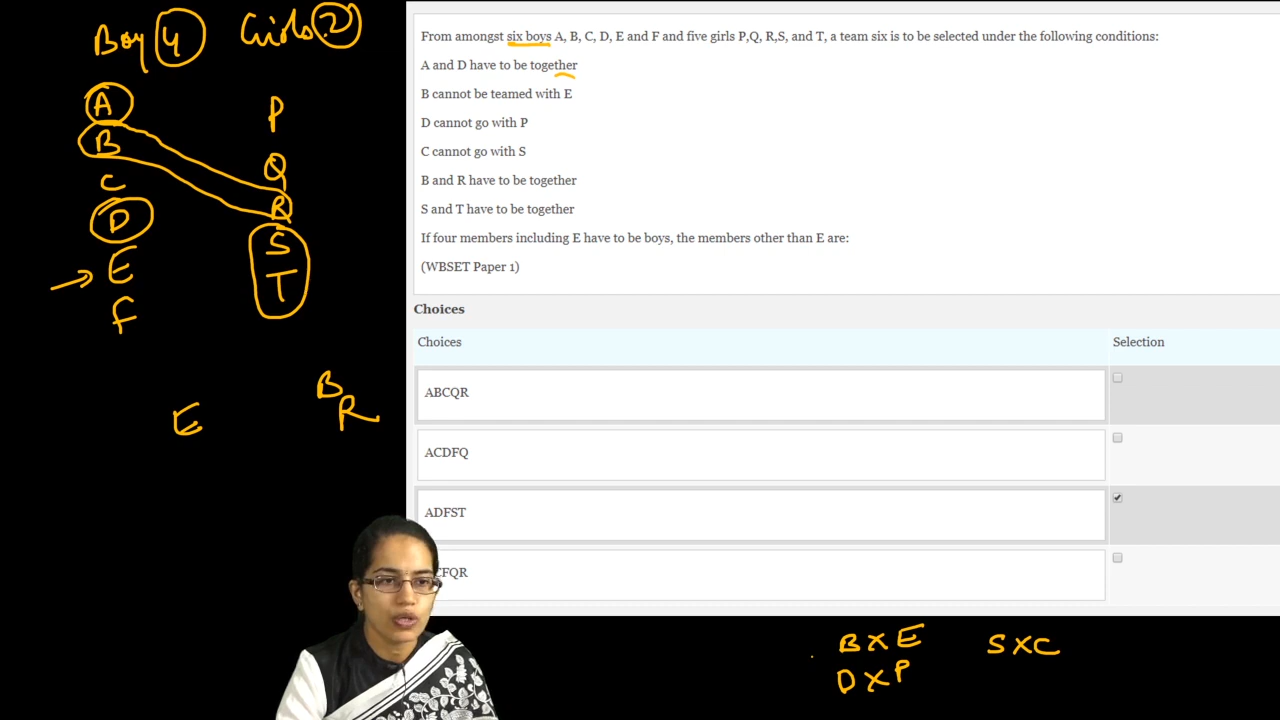 Boy 4 Girls 2
A
B
C
D
E
F
P
Q
R
S
T
E
B
R
From amongst six boys A, B, C, D, E and F and five girls P,Q, R,S, and T, a team six is to be selected under the following conditions:
A and D have to be together
B cannot be teamed with E
D cannot go with P
C cannot go with S
B and R have to be together
S and T have to be together
If four members including E have to be boys, the members other than E are:
(WBSET Paper 1)
Choices
Choices Selection
ABCQR
ACDFQ
ADFST
CFQR
B X E S X C
D X P